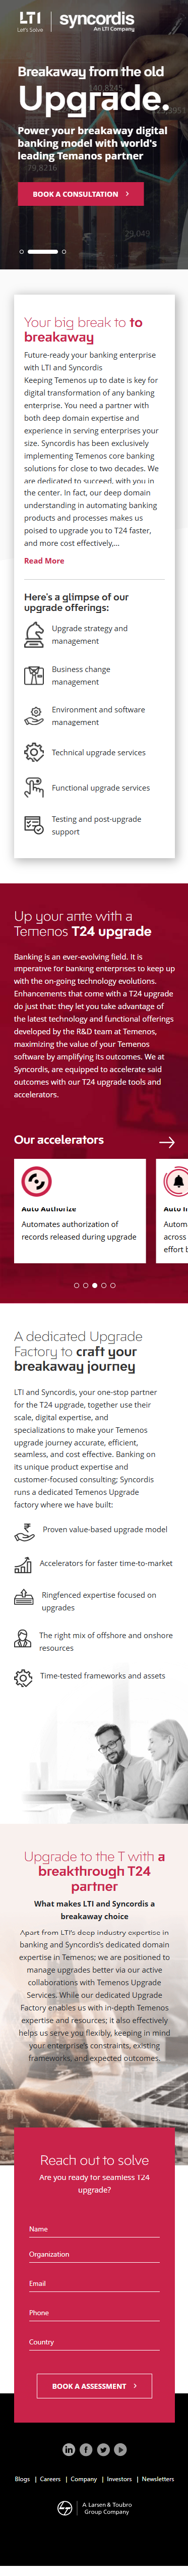 LTI
Let's Solve
syncordis
An LTI Company
Breakaway from the old
Upgrade.
Power your breakaway digital
banking model with world's
leading Temanos partner
BOOK A CONSULTATION
Your big break to to
breakaway
Future-ready your banking enterprise
with LTI and Syncordis
Keeping Temenos up to date is key for
digital transformation of any banking
enterprise. You need a partner with
both deep domain expertise and
experience in serving enterprises your
size. Syncordis has been exclusively
implementing Temenos core banking
solutions for close to two decades. We
are dedicated to succeed, with you in
the center. In fact, our deep domain
understanding in automating banking
products and processes makes us
poised to upgrade you to T24 faster,
and more cost effectively,...
Read More
Here's a glimpse of our
upgrade offerings:
Upgrade strategy and
management
Business change
management
Environment and software
management
Technical upgrade services
Functional upgrade services
Testing and post-upgrade
support
Up your ante with a
Temenos T24 upgrade
Banking is an ever-evolving field. It is
imperative for banking enterprises to keep up
with the on-going technology evolutions.
Enhancements that come with a T24 upgrade
do just that: they let you take advantage of
the latest technology and functional offerings
developed by the R&D team at Temenos,
maximizing the value of your Temenos
software by amplifying its outcomes. We at
Syncordis, are equipped to accelerate said
outcomes with our T24 upgrade tools and
accelerators.
Our accelerators
Auto Authorize
Automates authorization of
records released during upgrade
Auto
Autom
across
effort
A dedicated Upgrade
Factory to craft your
breakaway journey
LTI and Syncordis, your one-stop partner
for the T24 upgrade, together use their
scale, digital expertise, and
specializations to make your Temenos
upgrade journey accurate, efficient,
seamless, and cost effective. Banking on
its unique product expertise and
customer-focused consulting; Syncordis
runs a dedicated Temenos Upgrade
factory where we have built:
Proven value-based upgrade model
Accelerators for faster time-to-market
Ringfenced expertise focused on
upgrades
The right mix of offshore and onshore
resources
Time-tested frameworks and assets
Upgrade to the T with a
breakthrough T24
partner
What makes LTI and Syncordis a
breakaway choice
Apart from LTI's deep industry expertise in
banking and Syncordis's dedicated domain
expertise in Temenos; we are positioned to
manage upgrades better via our active
collaborations with Temenos Upgrade
Services. While our dedicated Upgrade
Factory enables us with in-depth Temenos
expertise and resources; it also effectively
helps us serve you flexibly, keeping in mind
your enterprise's constraints, existing
frameworks, and expected outcomes.
Reach out to solve
Are you ready for seamless T24
upgrade?
Name
Organization
Email
Phone
Country
BOOK A ASSESSMENT
Blogs | Careers | Company | Investors | Newsletters
A Larsen & Toubro
Group Company